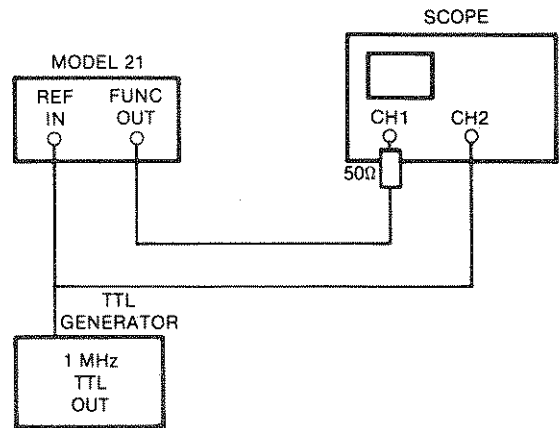 SCOPE
MODEL 21
REF IN
FUNC OUT
CH1
CH2
50Ω
TTL GENERATOR
1 MHz
TTL
OUT